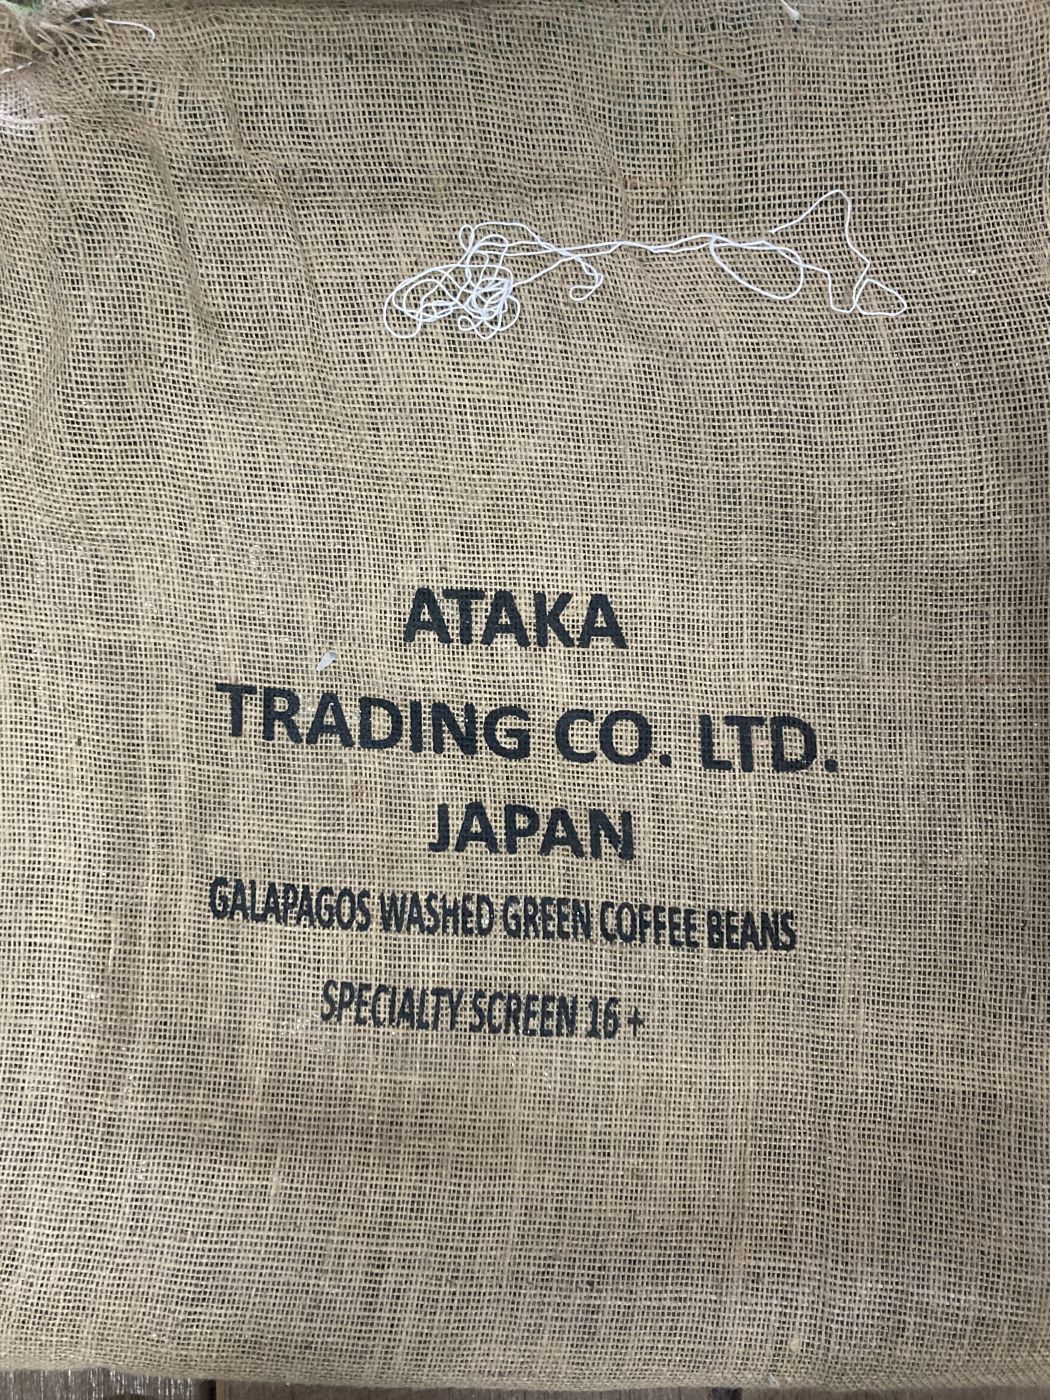 ATAKA
TRADING CO. LTD.
JAPAN
GALAPAGOS WASHED GREEN COFFEE BEANS
SPECIALTY SCREEN 16 +